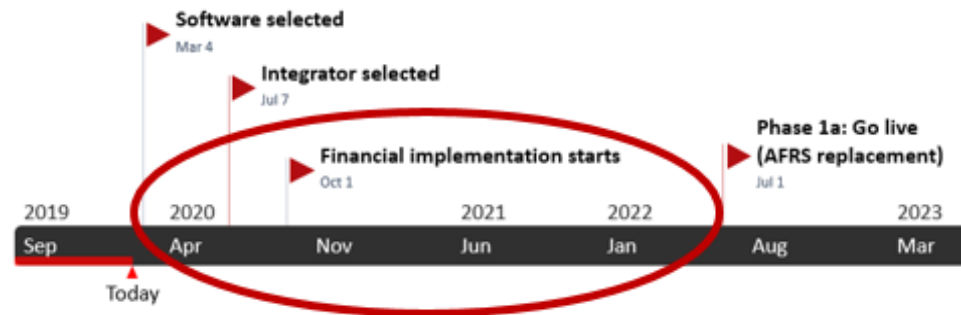 Software selected
Mar 4
Integrator selected
Jul 7
Financial implementation starts
Oct 1
Phase 1a: Go live
(AFRS replacement)
Jul 1
2019 2020 2021 2022 2023
Sep Apr Nov Jun Jan Aug Mar
Today